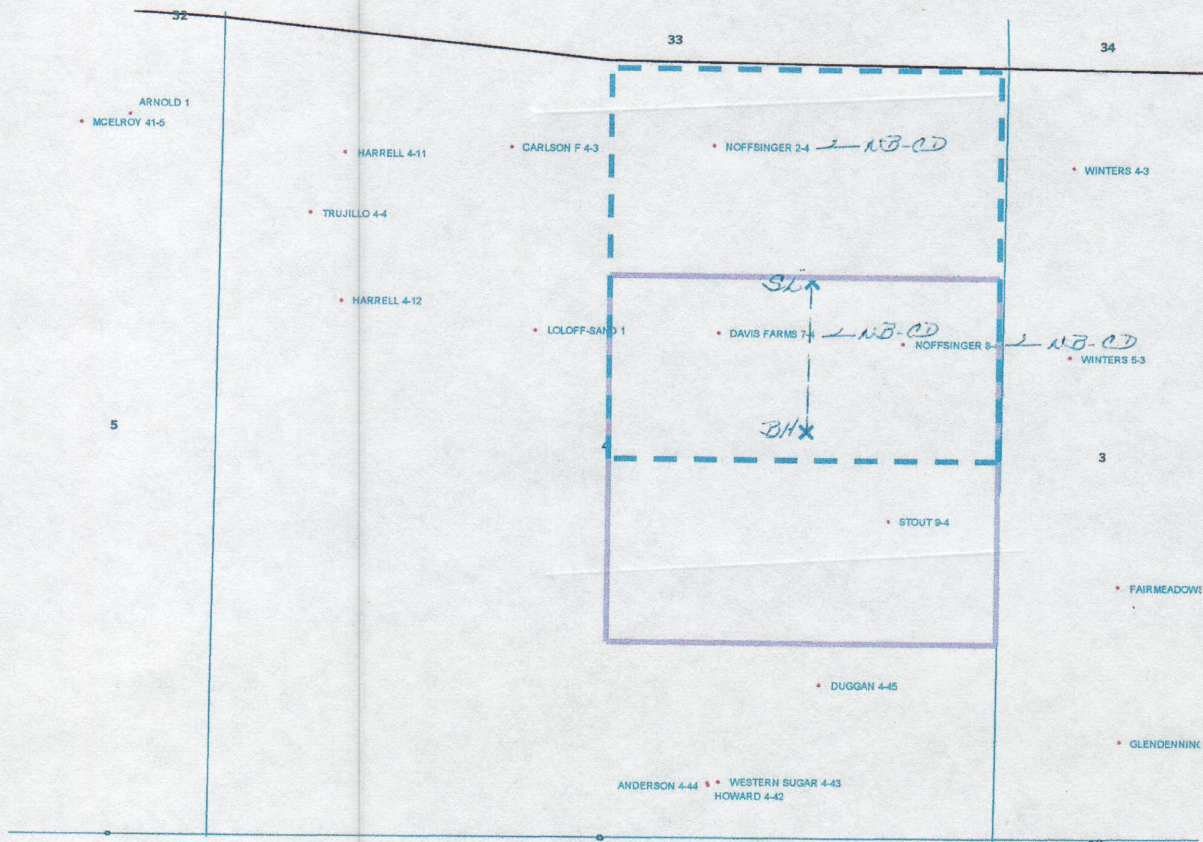 32
33
34
ARNOLD 1
MCELROY 41-5
HARRELL 4-11
CARLSON F 4-3
NOFFSINGER 2-4 NB-CD
WINTERS 4-3
TRUJILLO 4-4
SL
HARRELL 4-12
LOLOFF-SAND 1
DAVIS FARMS 7-4 NB-CD
NOFFSINGER 8- NB-CD
WINTERS 5-3
5
BH
4
3
STOUT 9-4
FAIRMEADOWS
DUGGAN 4-45
GLENDENNING
ANDERSON 4-44
WESTERN SUGAR 4-43
HOWARD 4-42